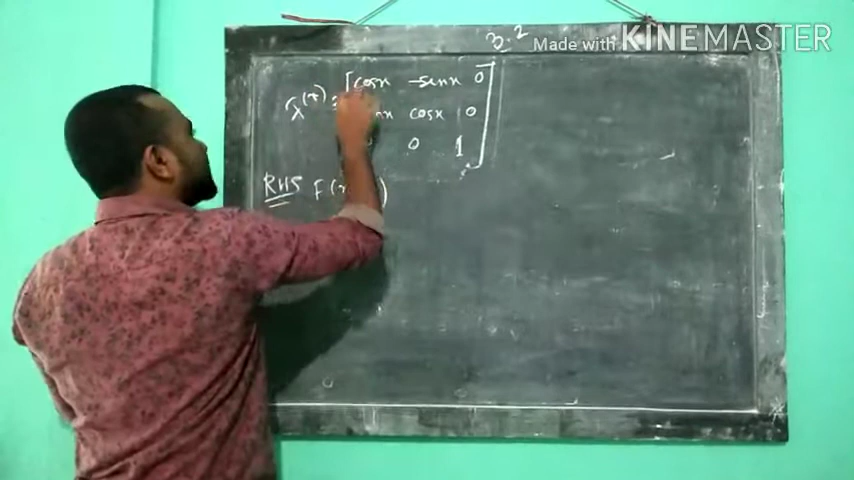 3.2
Made with KINEMASTER
cosx -sinx 0
cosx 0
0 1
RHS F(